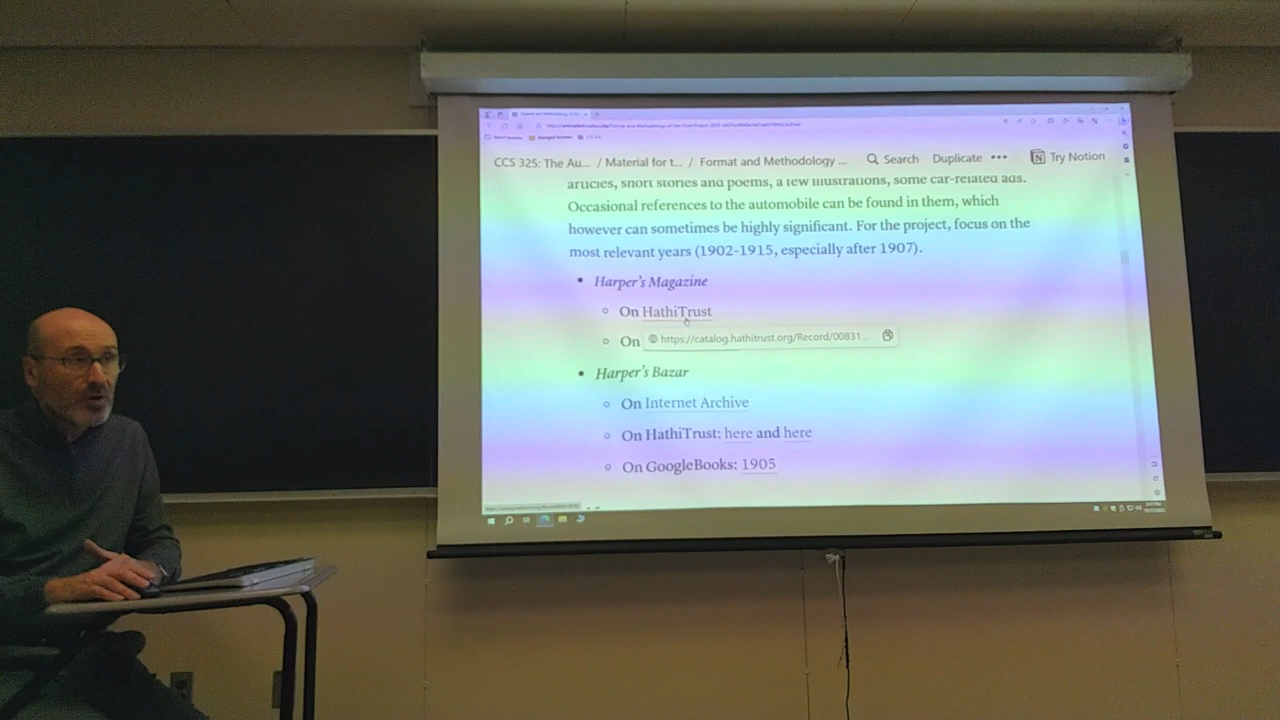 CCS 325: The Au... / Material for t... / Format and Methodology ... Search Duplicate ••• Try Notion
articles, short stories and poems, a few illustrations, some car-related ads.
Occasional references to the automobile can be found in them, which
however can sometimes be highly significant. For the project, focus on the
most relevant years (1902-1915, especially after 1907).
• Harper's Magazine
◦ On HathiTrust
◦ On
https://catalog.hathitrust.org/Record/00831...
• Harper's Bazar
◦ On Internet Archive
◦ On HathiTrust: here and here
◦ On GoogleBooks: 1905